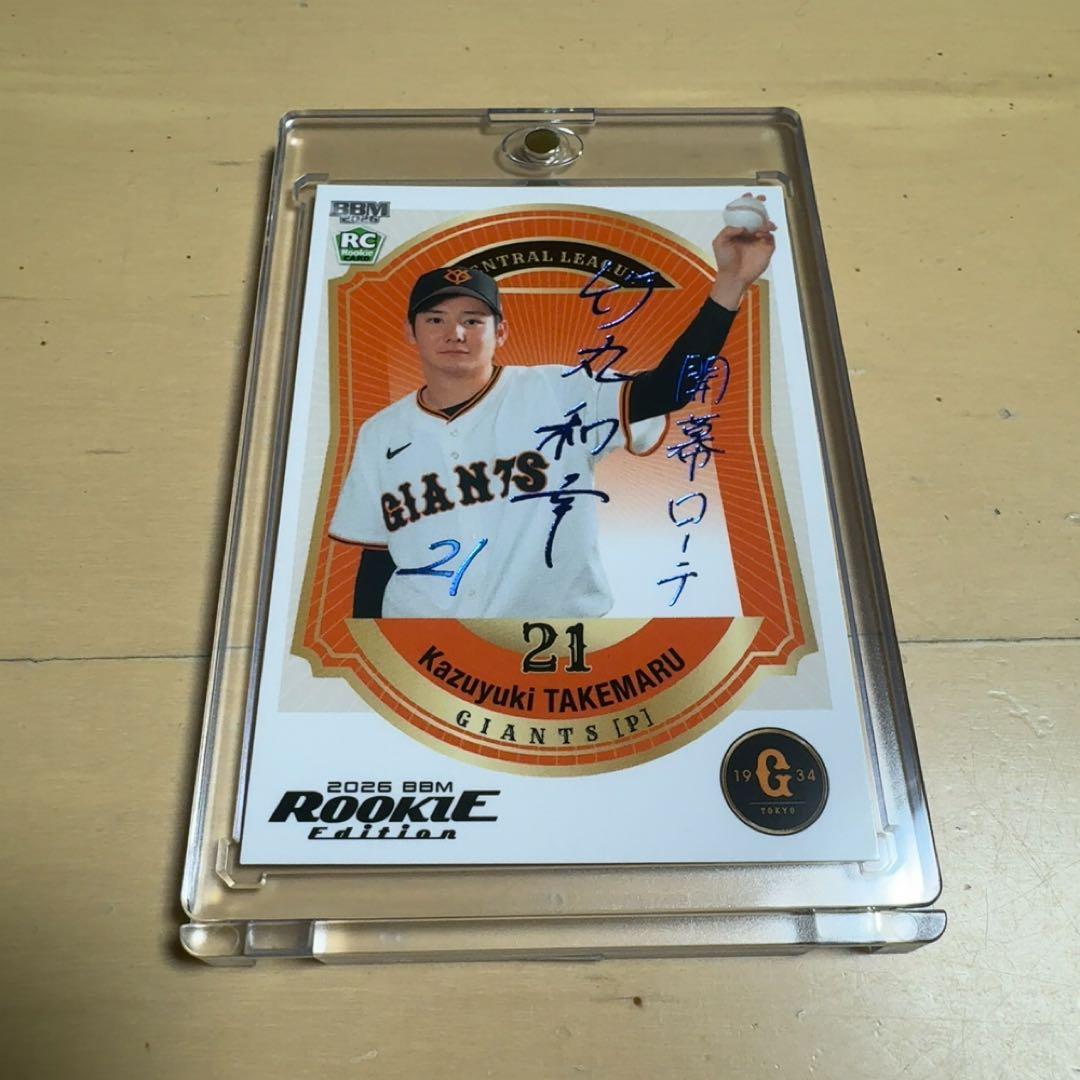 BBM
2026
RC
Rookie
CARD
CENTRAL LEAGUE
竹丸和幸
開幕ローテ
GIANTS
21
21
Kazuyuki TAKEMARU
GIANTS [P]
19 G 34
TOKYO
2026 BBM
ROOKIE
Edition